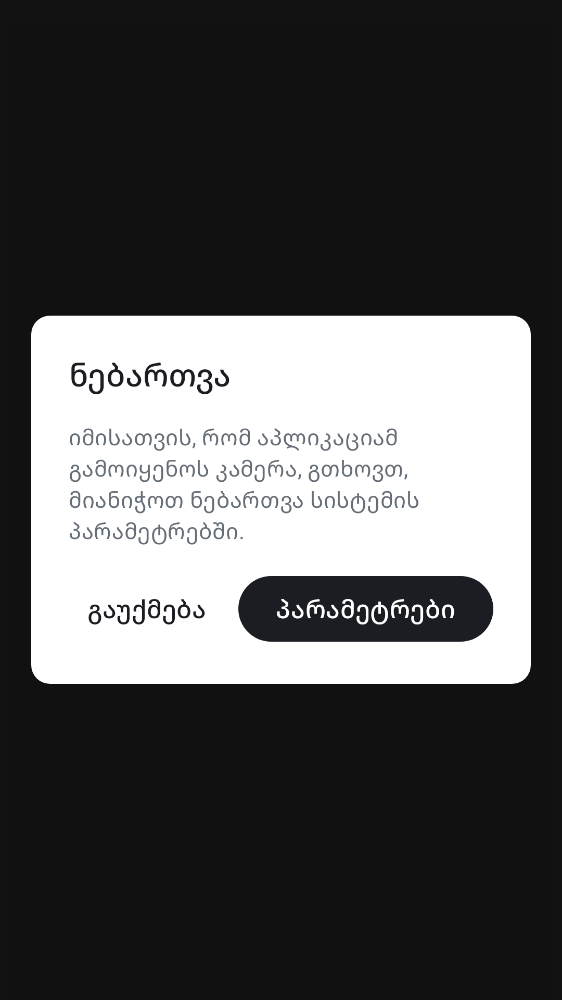 ნებართვა
იმისათვის, რომ აპლიკაციამ
გამოიყენოს კამერა, გთხოვთ,
მიანიჭოთ ნებართვა სისტემის
პარამეტრებში.
გაუქმება
პარამეტრები